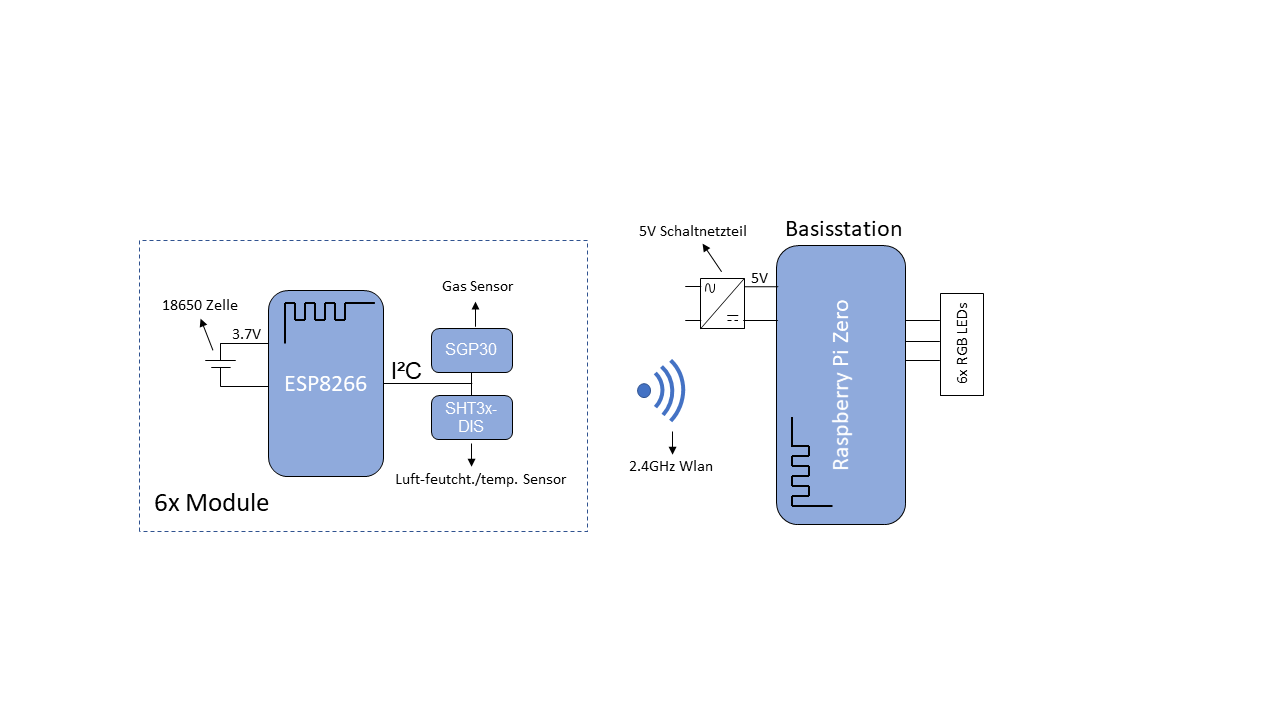 18650 Zelle
3.7V
ESP8266
I²C
Gas Sensor
SGP30
SHT3x-
DIS
Luft-feutcht./temp. Sensor
6x Module
5V Schaltnetzteil
5V
2.4GHz Wlan
Basisstation
Raspberry Pi Zero
6x RGB LEDs